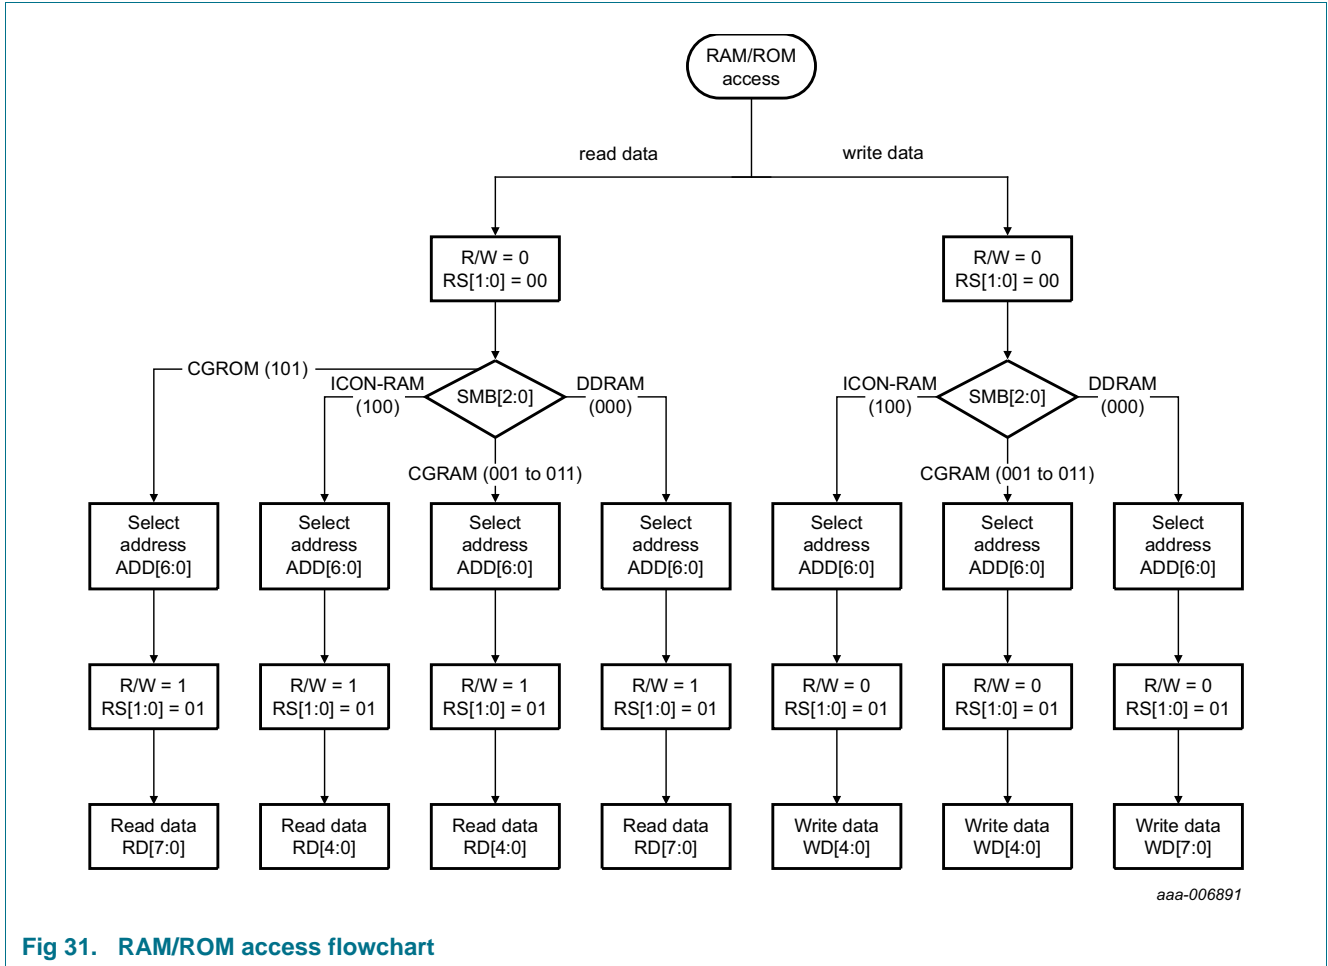 RAM/ROM
access
read data
write data
R/W = 0
RS[1:0] = 00
R/W = 0
RS[1:0] = 00
CGROM (101)
ICON-RAM
(100)
SMB[2:0]
DDRAM
(000)
CGRAM (001 to 011)
ICON-RAM
(100)
SMB[2:0]
DDRAM
(000)
CGRAM (001 to 011)
Select
address
ADD[6:0]
Select
address
ADD[6:0]
Select
address
ADD[6:0]
Select
address
ADD[6:0]
Select
address
ADD[6:0]
Select
address
ADD[6:0]
Select
address
ADD[6:0]
R/W = 1
RS[1:0] = 01
R/W = 1
RS[1:0] = 01
R/W = 1
RS[1:0] = 01
R/W = 1
RS[1:0] = 01
R/W = 0
RS[1:0] = 01
R/W = 0
RS[1:0] = 01
R/W = 0
RS[1:0] = 01
Read data
RD[7:0]
Read data
RD[4:0]
Read data
RD[4:0]
Read data
RD[7:0]
Write data
WD[4:0]
Write data
WD[4:0]
Write data
WD[7:0]
aaa-006891
Fig 31. RAM/ROM access flowchart